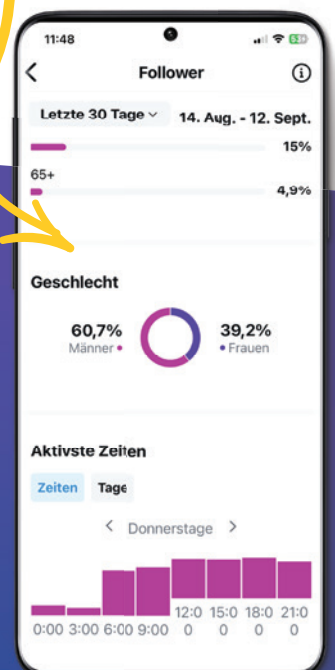 11:48
Follower
Letzte 30 Tage 14. Aug. - 12. Sept.
15%
65+
4,9%
Geschlecht
60,7% 39,2%
Männer Frauen
Aktivste Zeiten
Zeiten Tage
Donnerstage
0:00 3:00 6:00 9:00 12:00 15:00 18:00 21:00